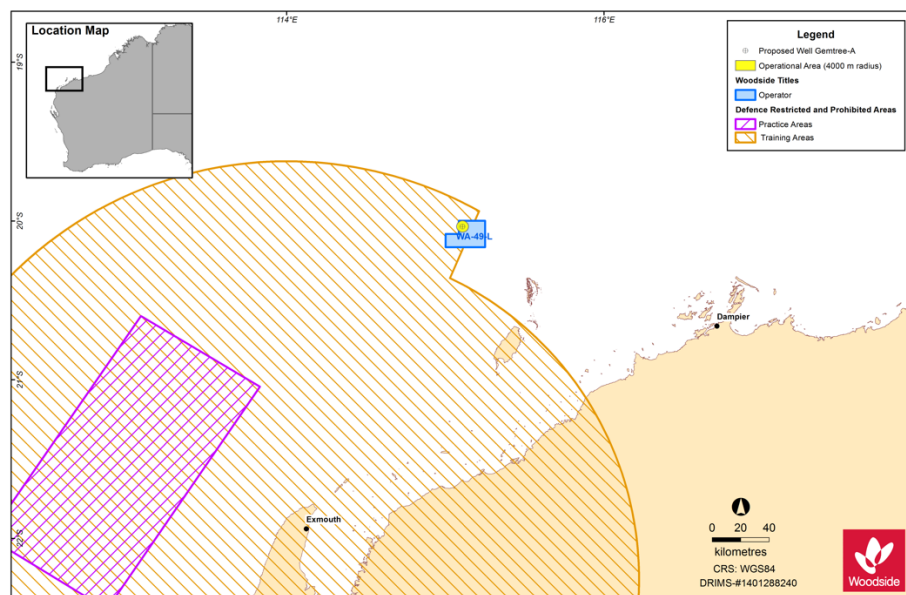 114°E
116°E
Location Map
19°S
20°S
21°S
22°S
Legend
Proposed Well Gemtree-A
Operational Area (4000 m radius)
Woodside Titles
Operator
Defence Restricted and Prohibited Areas
Practice Areas
Training Areas
WA-49-L
Dampier
Exmouth
0 20 40
kilometres
CRS: WGS84
DRIMS-#1401288240
Woodside